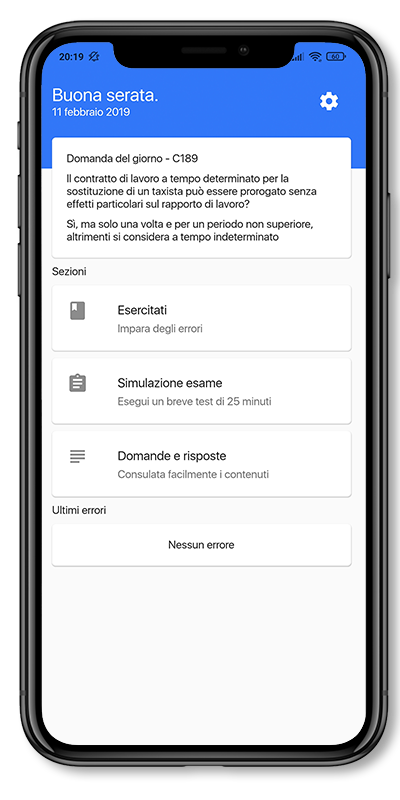 20:19
60
Buona serata.
11 febbraio 2019
Domanda del giorno - C189
Il contratto di lavoro a tempo determinato per la
sostituzione di un taxista può essere prorogato senza
effetti particolari sul rapporto di lavoro?
Sì, ma solo una volta e per un periodo non superiore,
altrimenti si considera a tempo indeterminato
Sezioni
Esercitati
Impara degli errori
Simulazione esame
Esegui un breve test di 25 minuti
Domande e risposte
Consulata facilmente i contenuti
Ultimi errori
Nessun errore